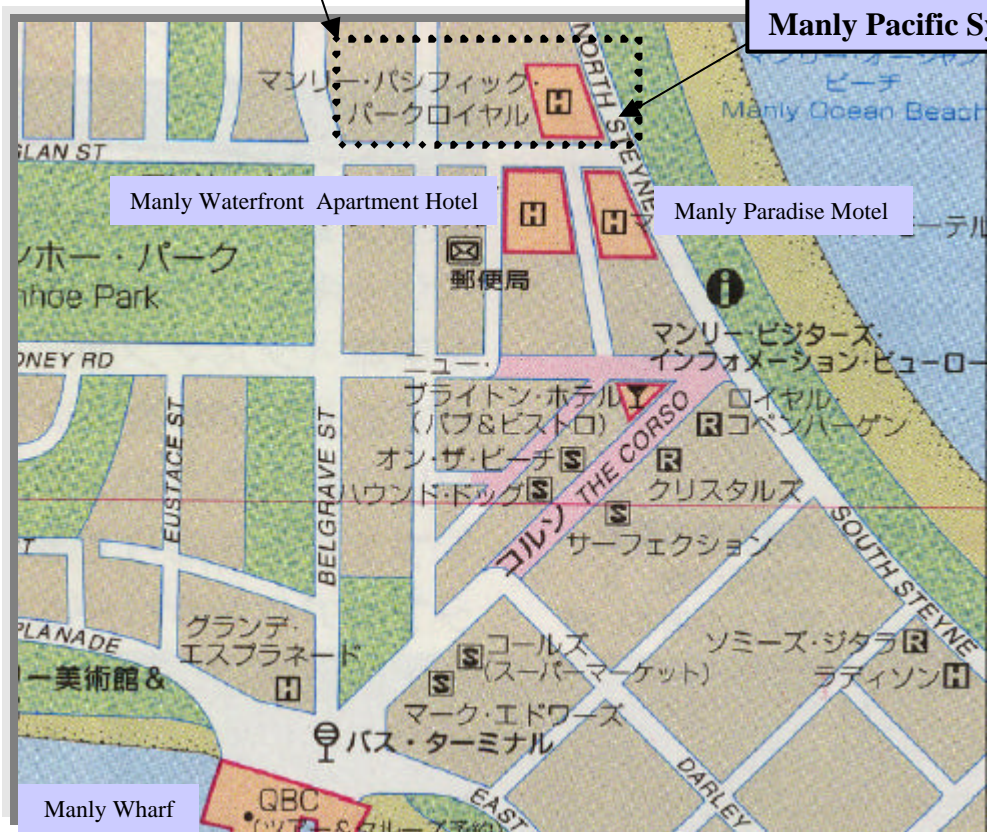 Manly Pacific Sy
マンリー・パシフィック・
パークロイヤル
NORTH STEYNE
ビーチ
Manly Ocean Beach
GLAN ST
Manly Waterfront Apartment Hotel
Manly Paradise Motel
H
H
H
ーテル
ホー・パーク
nhoe Park
郵便局
i
マンリー・ビジターズ・
インフォメーション・ビューロー
DNEY RD
ニュー・
ブライトン・ホテル
(パブ&ビストロ)
ロイヤル・
R コペンハーゲン
オン・ザ・ビーチ S
R
クリスタルズ
ハウンド・ドッグ S
S
サーフェクション
コルソ THE CORSO
EUSTACE ST
BELGRAVE ST
SOUTH STEYNE
PLANADE
グランデ・
エスプラネード
H
ー美術館&
S コールズ
(スーパーマーケット)
S
マーク・エドワーズ
ソミーズ・ジタラ R
ラディソン H
バス・ターミナル
Manly Wharf
QBC
EAST
DARLEY